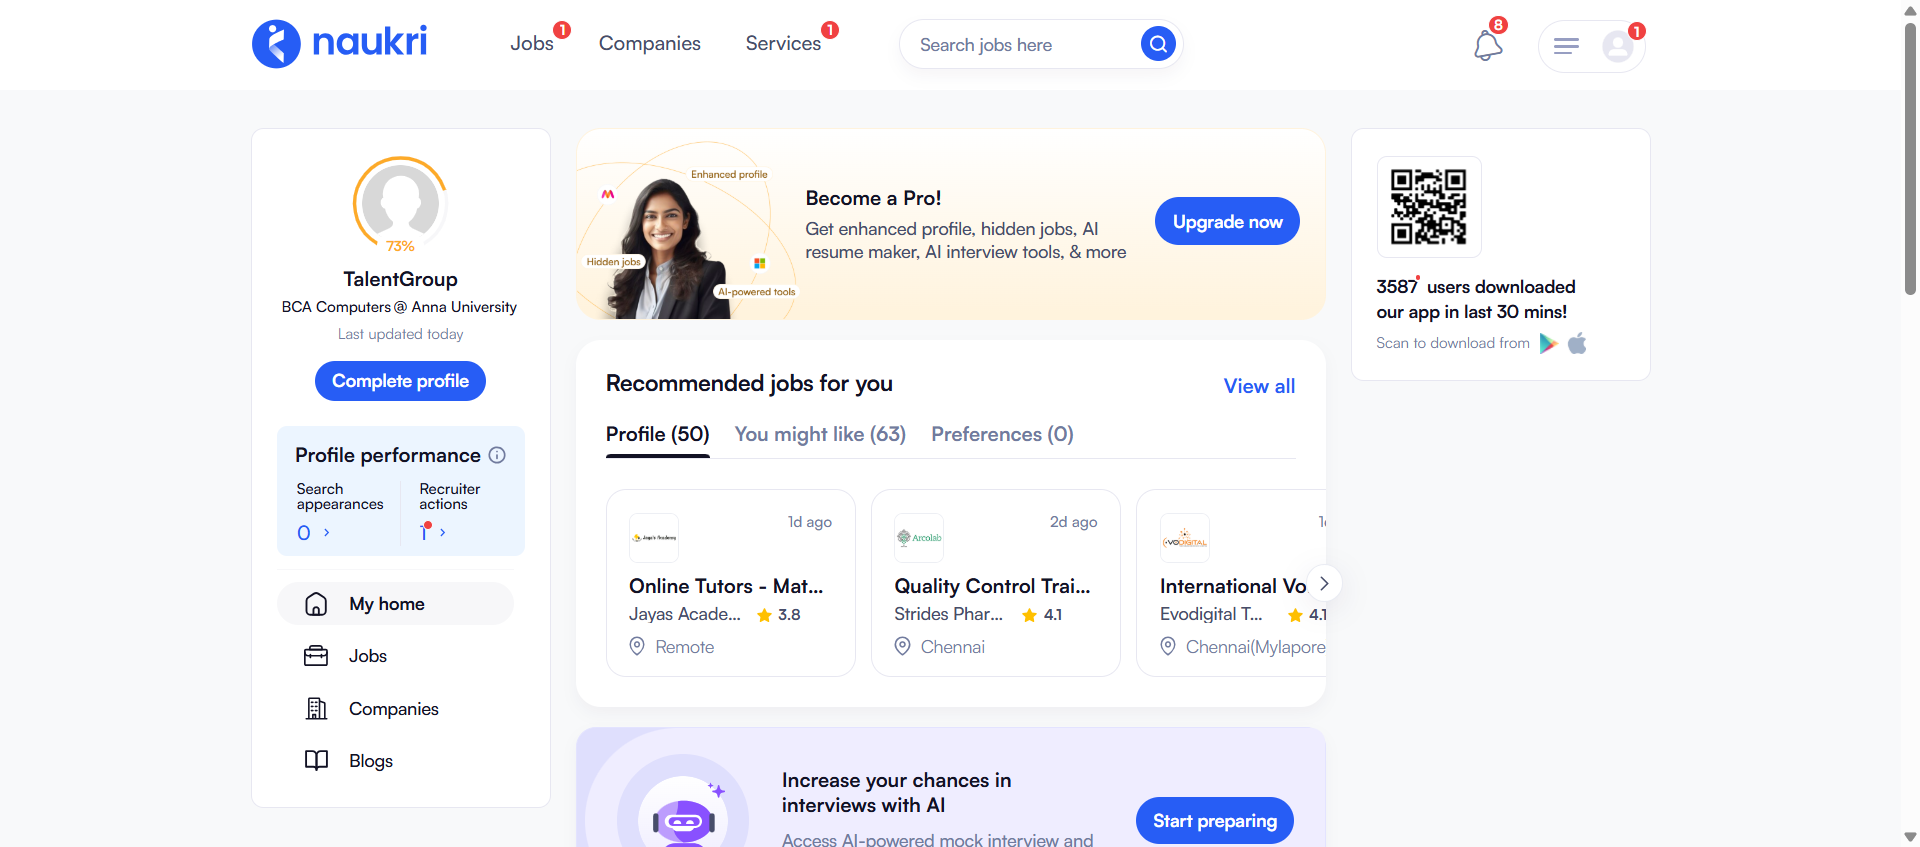 naukri
Jobs 1
Companies
Services 1
Search jobs here
8
1
73%
TalentGroup
BCA Computers @ Anna University
Last updated today
Complete profile
Profile performance
Search appearances
0
Recruiter actions
1
My home
Jobs
Companies
Blogs
Enhanced profile
Hidden jobs
AI-powered tools
Become a Pro!
Get enhanced profile, hidden jobs, AI
resume maker, AI interview tools, & more
Upgrade now
Recommended jobs for you
View all
Profile (50)
You might like (63)
Preferences (0)
Jaya's Academy
1d ago
Online Tutors - Mat...
Jayas Acade...
3.8
Remote
Arcolab
2d ago
Quality Control Trai...
Strides Phar...
4.1
Chennai
EVODIGITAL
1d
International Vo
Evodigital T...
4.1
Chennai(Mylapore
Increase your chances in
interviews with AI
Access AI-powered mock interview and
Start preparing
3587 users downloaded
our app in last 30 mins!
Scan to download from